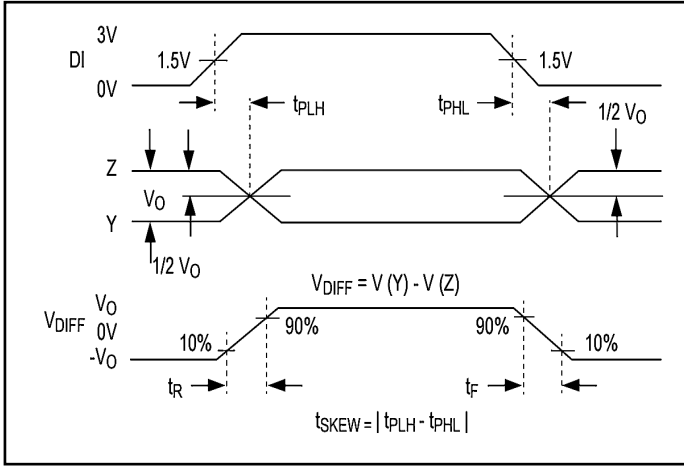 3V
DI
1.5V
1.5V
0V
tPLH
tPHL
1/2 VO
Z
VO
Y
1/2 VO
VDIFF = V (Y) - V (Z)
VO
VDIFF
0V
10%
90%
90%
10%
-VO
tR
tF
tSKEW = | tPLH - tPHL |